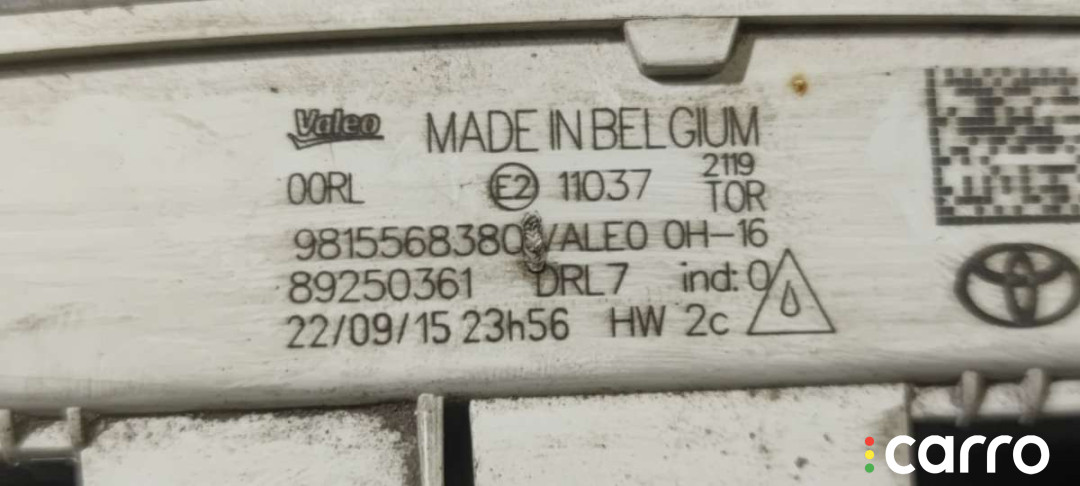 Valeo MADE IN BELGIUM
2119
00RL E2 11037 TOR
9815568380 VALEO 0H-16
89250361 DRL7 ind: 0
22/09/15 23h56 HW 2c
carro